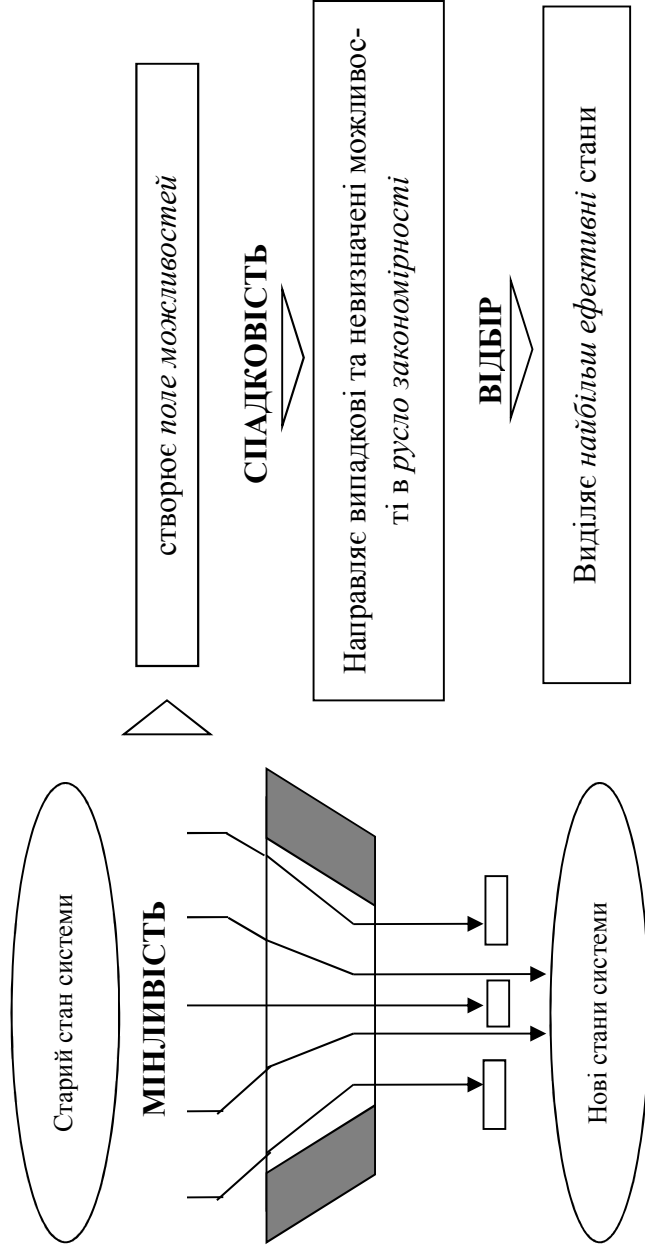 Старий стан системи
МІНЛИВІСТЬ
створює поле можливостей
СПАДКОВІСТЬ
Направляє випадкові та невизначені можливос-
ті в русло закономірності
ВІДБІР
Виділяє найбільш ефективні стани
Нові стани системи